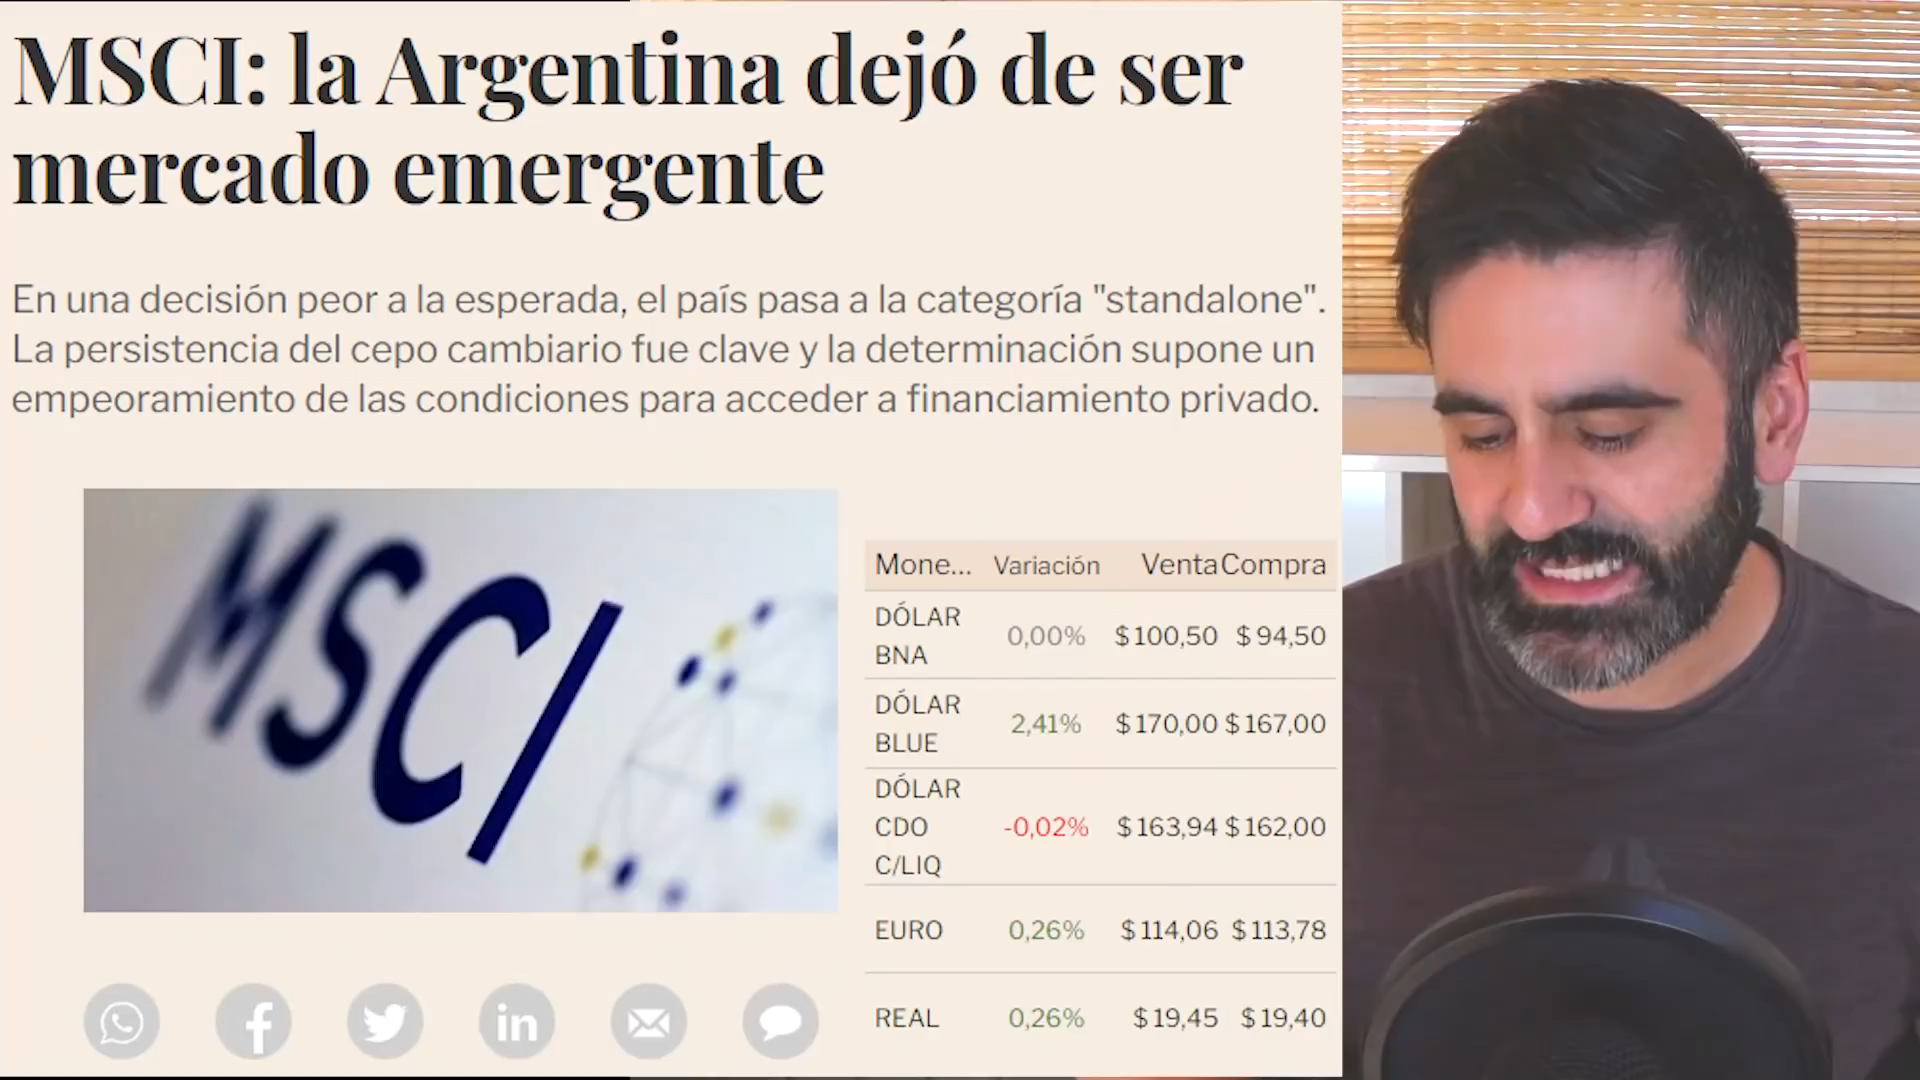 MSCI: la Argentina dejó de ser
mercado emergente
En una decisión peor a la esperada, el país pasa a la categoría "standalone".
La persistencia del cepo cambiario fue clave y la determinación supone un
empeoramiento de las condiciones para acceder a financiamiento privado.
MSCI
Mone... Variación Venta Compra
DÓLAR
BNA 0,00% $100,50 $94,50
DÓLAR
BLUE 2,41% $170,00 $167,00
DÓLAR
CDO
C/LIQ -0,02% $163,94 $162,00
EURO 0,26% $114,06 $113,78
REAL 0,26% $19,45 $19,40
f
in